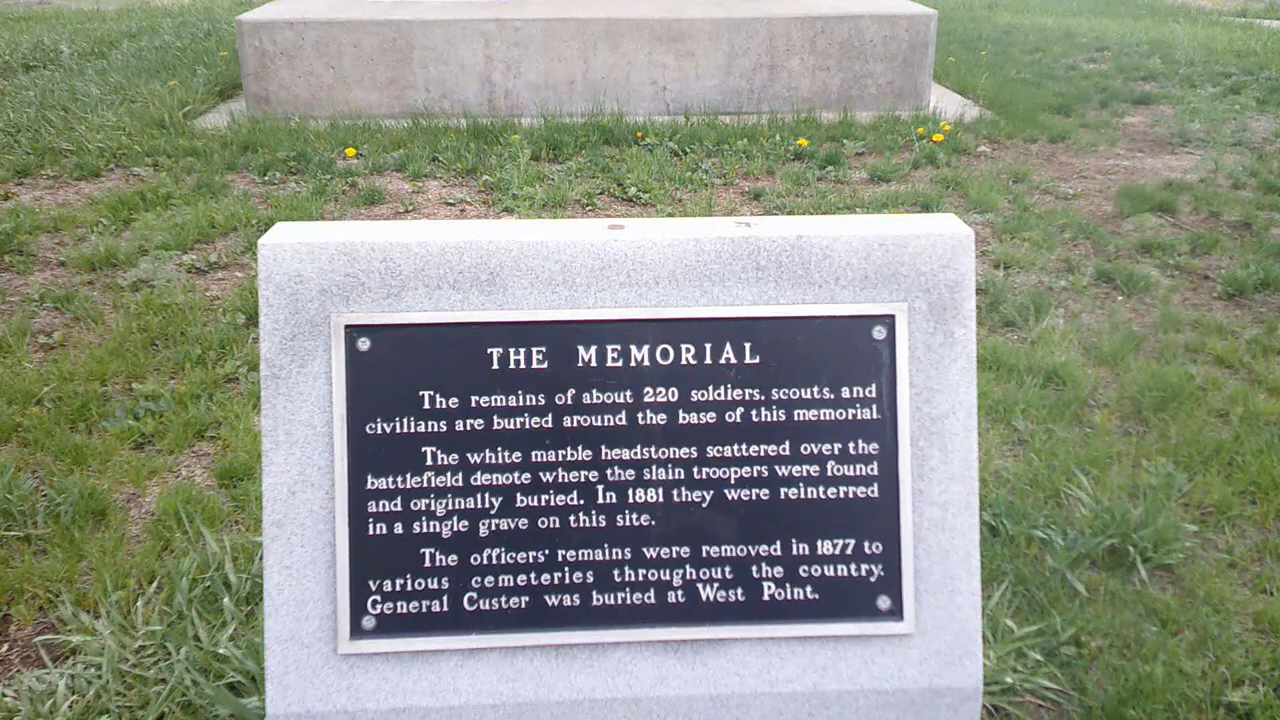 THE MEMORIAL
The remains of about 220 soldiers, scouts, and
civilians are buried around the base of this memorial.
The white marble headstones scattered over the
battlefield denote where the slain troopers were found
and originally buried. In 1881 they were reinterred
in a single grave on this site.
The officers' remains were removed in 1877 to
various cemeteries throughout the country.
General Custer was buried at West Point.